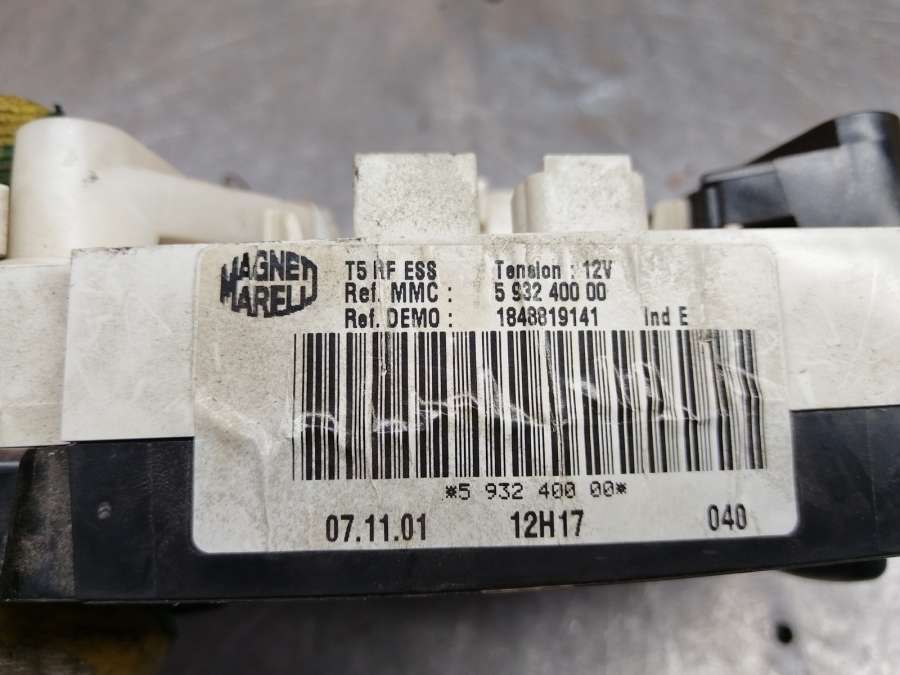 MAGNETI
MARELLI
T5 RF ESS Tension : 12V
Ref. MMC : 5 932 400 00
Ref. DEMO : 1848819141 Ind E
*5 932 400 00*
07.11.01 12H17 040